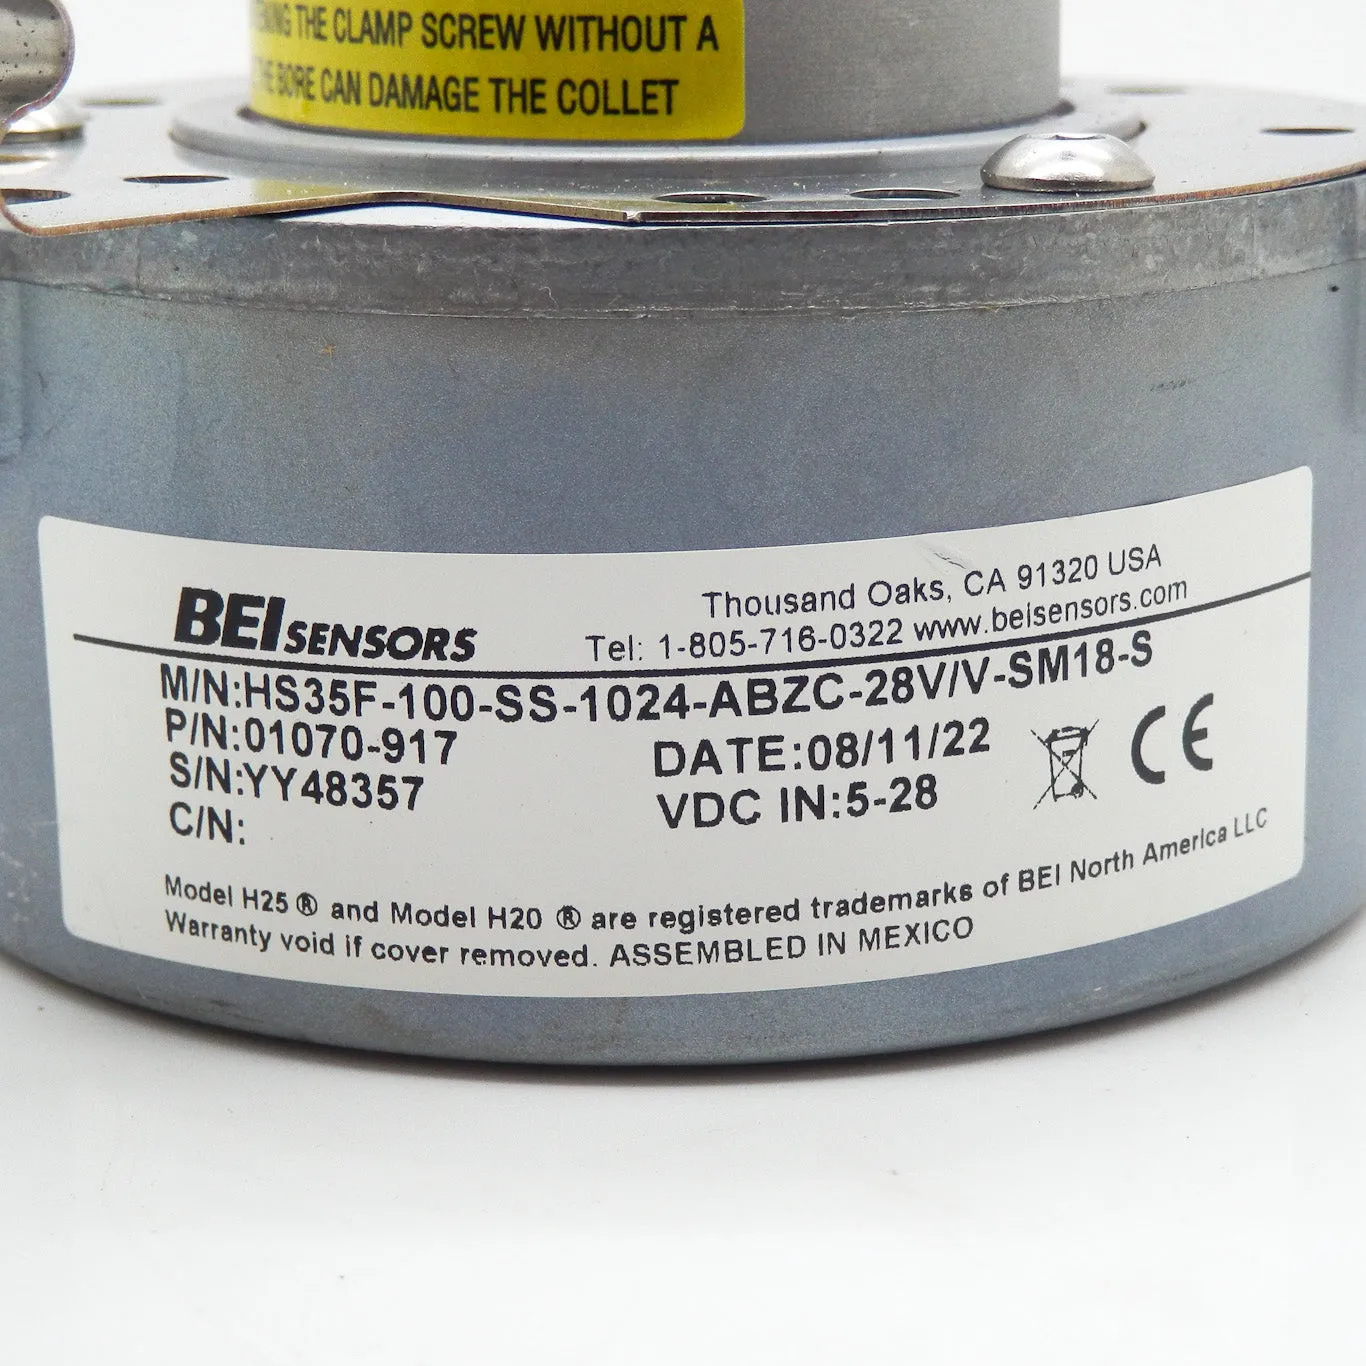 THE CLAMP SCREW WITHOUT A
BORE CAN DAMAGE THE COLLET
BEI SENSORS
Thousand Oaks, CA 91320 USA
Tel: 1-805-716-0322 www.beisensors.com
M/N:HS35F-100-SS-1024-ABZC-28V/V-SM18-S
P/N:01070-917
DATE:08/11/22
S/N:YY48357
VDC IN:5-28
C/N:
CE
Model H25 ® and Model H20 ® are registered trademarks of BEI North America LLC
Warranty void if cover removed. ASSEMBLED IN MEXICO